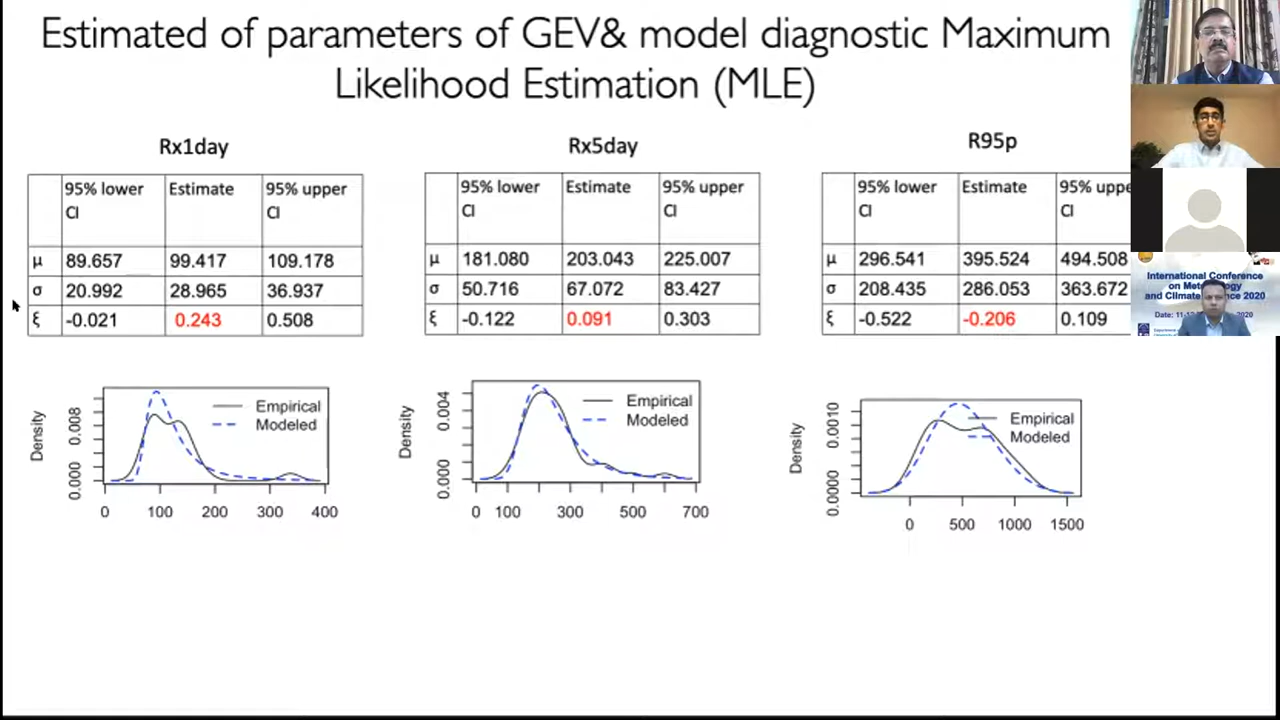 Estimated of parameters of GEV& model diagnostic Maximum
Likelihood Estimation (MLE)
Rx1day
95% lower CI Estimate 95% upper CI
μ 89.657 99.417 109.178
σ 20.992 28.965 36.937
ξ -0.021 0.243 0.508
Rx5day
95% lower CI Estimate 95% upper CI
μ 181.080 203.043 225.007
σ 50.716 67.072 83.427
ξ -0.122 0.091 0.303
R95p
95% lower CI Estimate 95% uppe CI
μ 296.541 395.524 494.508
σ 208.435 286.053 363.672
ξ -0.522 -0.206 0.109
Density
0.000 0.008
Empirical
Modeled
0 100 200 300 400
Density
0.000 0.004
Empirical
Modeled
0 100 300 500 700
Density
0.0000 0.0010
Empirical
Modeled
0 500 1000 1500
International Conference
on
and Climate 2020
Date: